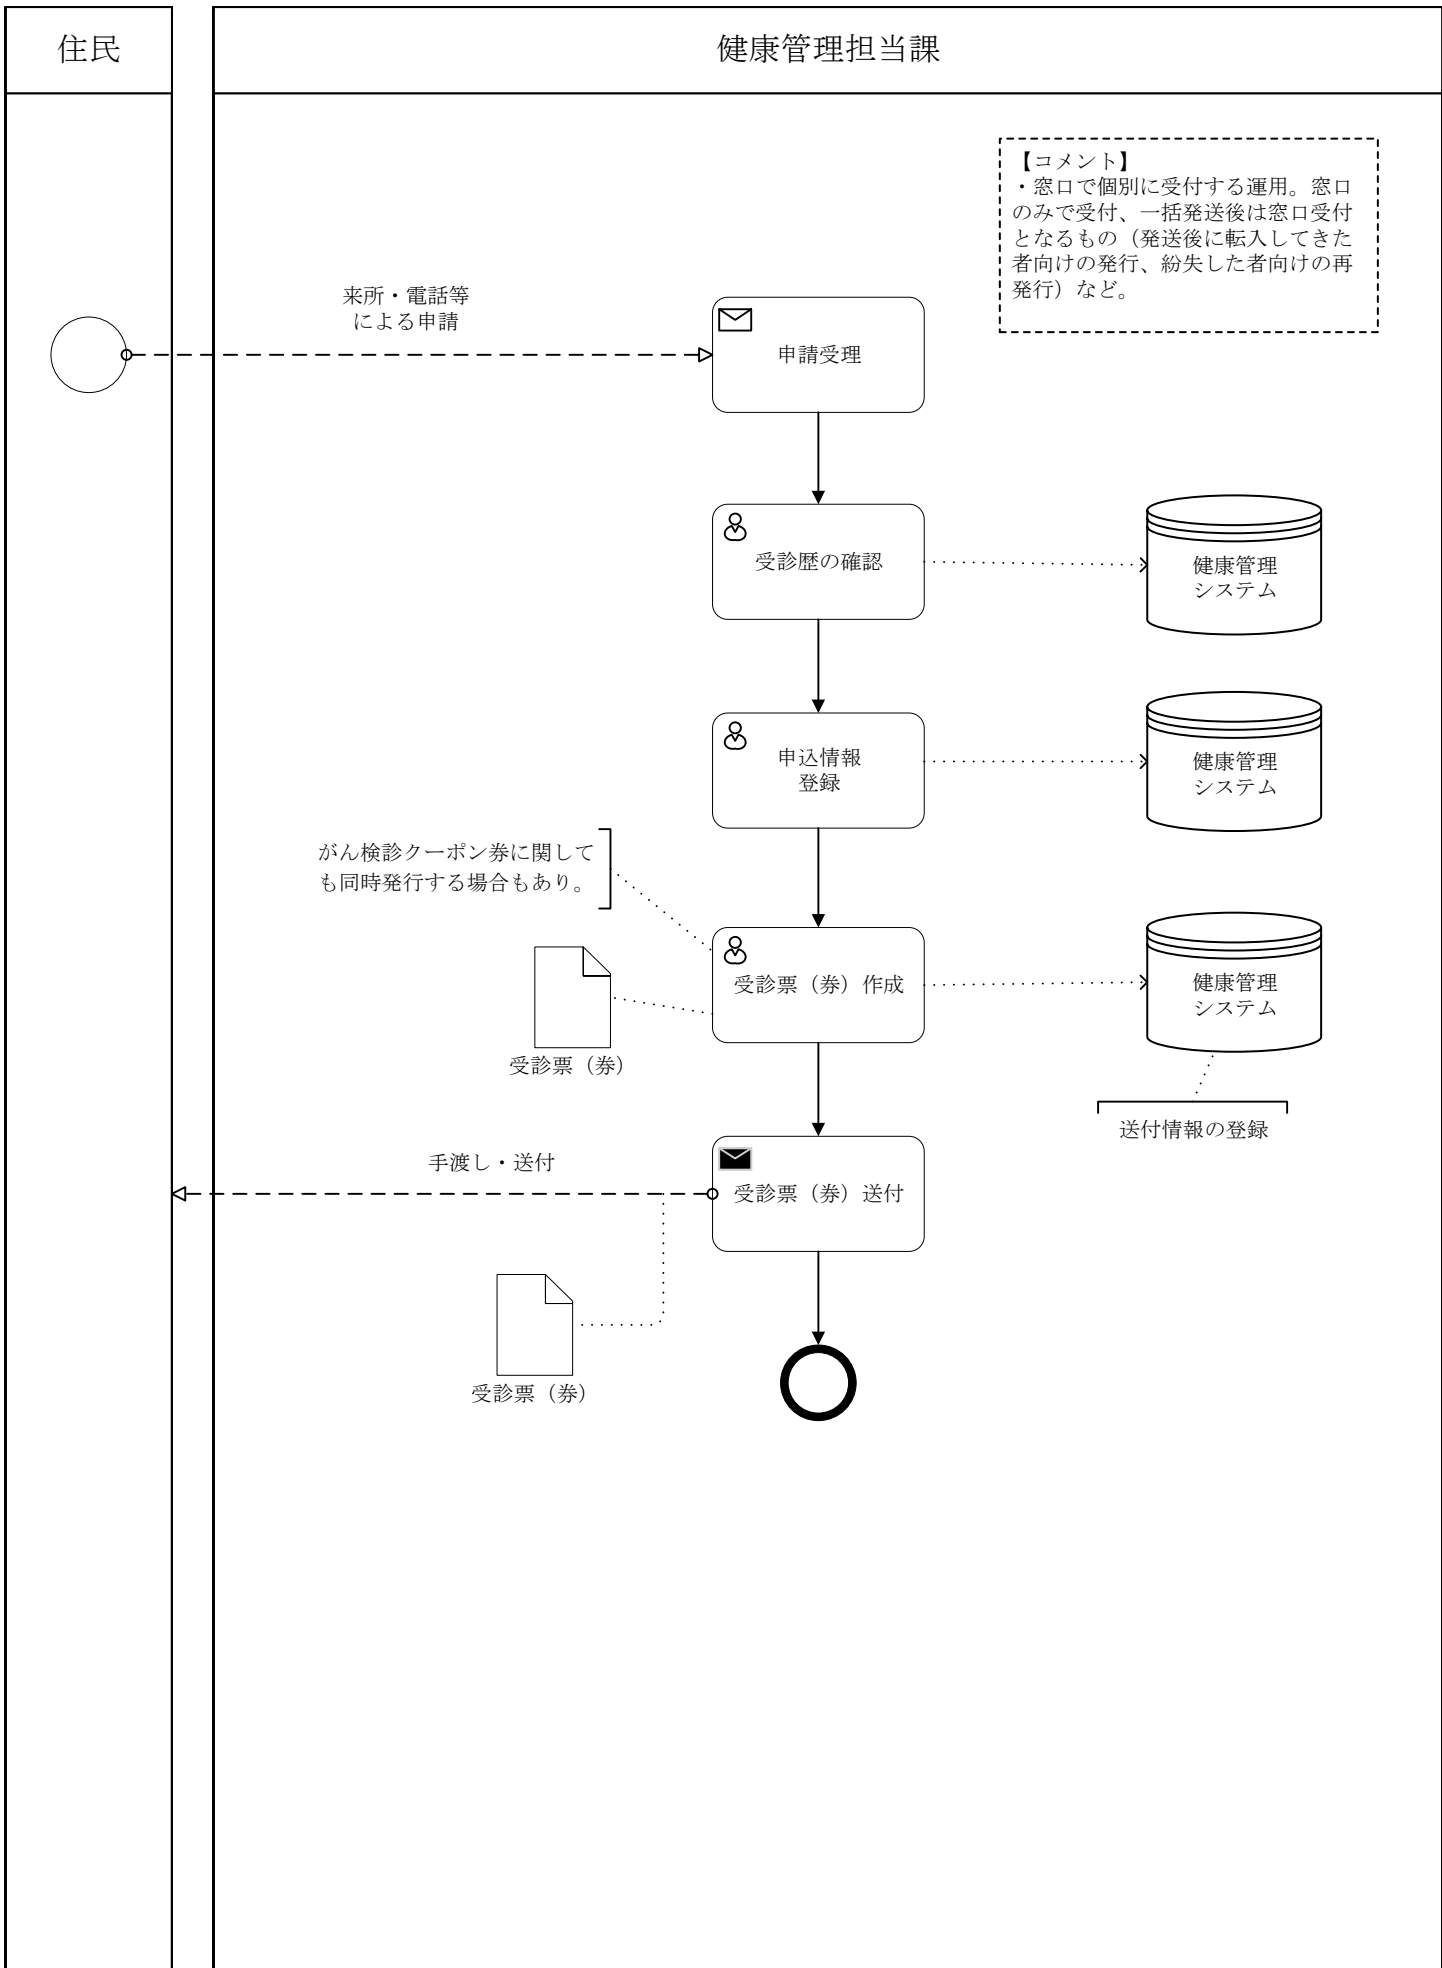 住民
健康管理担当課
【コメント】
・窓口で個別に受付する運用。窓口
のみで受付、一括発送後は窓口受付
となるもの（発送後に転入してきた
者向けの発行、紛失した者向けの再
発行）など。
来所・電話等
による申請
申請受理
受診歴の確認
健康管理
システム
申込情報
登録
健康管理
システム
がん検診クーポン券に関して
も同時発行する場合もあり。
受診票（券）作成
健康管理
システム
受診票（券）
送付情報の登録
手渡し・送付
受診票（券）送付
受診票（券）